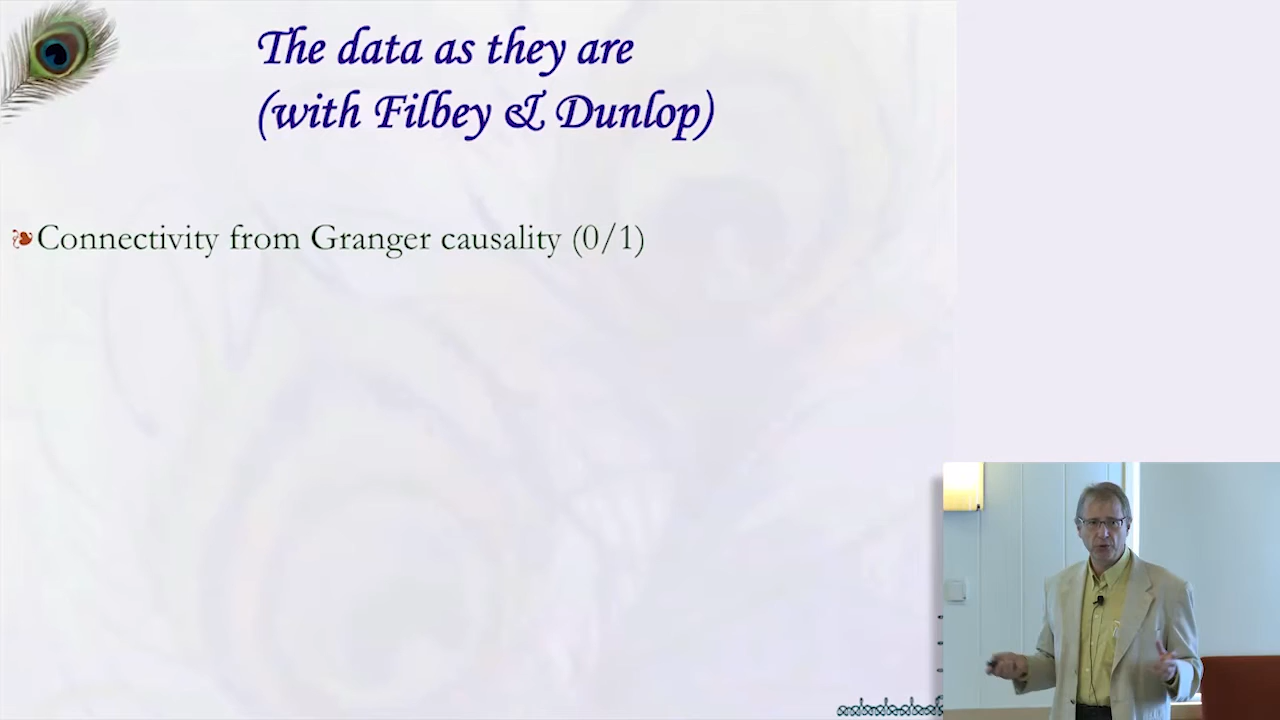 The data as they are
(with Filbey & Dunlop)
Connectivity from Granger causality (0/1)